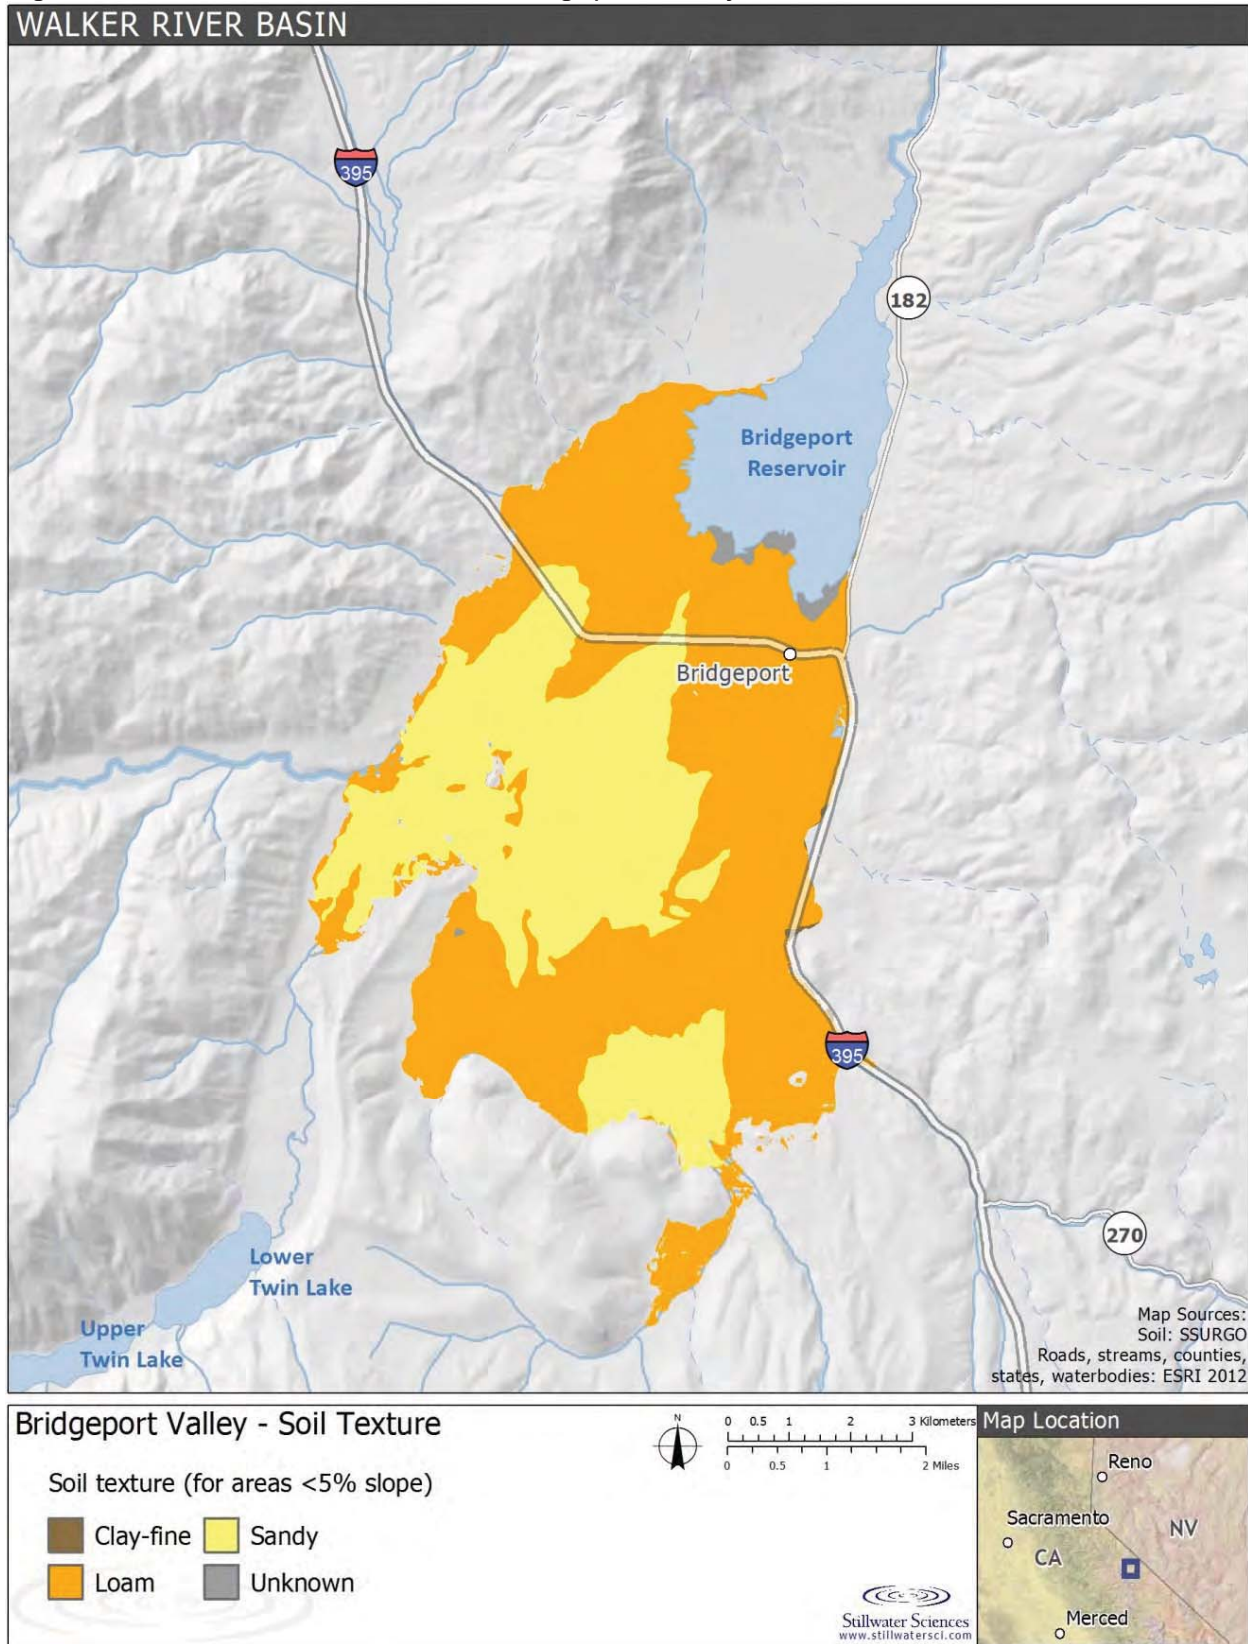 WALKER RIVER BASIN
395
182
Bridgeport
Reservoir
Bridgeport
395
270
Lower
Twin Lake
Upper
Twin Lake
Map Sources:
Soil: SSURGO
Roads, streams, counties,
states, waterbodies: ESRI 2012
Bridgeport Valley - Soil Texture
Soil texture (for areas <5% slope)
Clay-fine
Sandy
Loam
Unknown
N
0 0.5 1 2 3 Kilometers
0 0.5 1 2 Miles
Stillwater Sciences
www.stillwatersci.com
Map Location
Reno
Sacramento
NV
CA
Merced